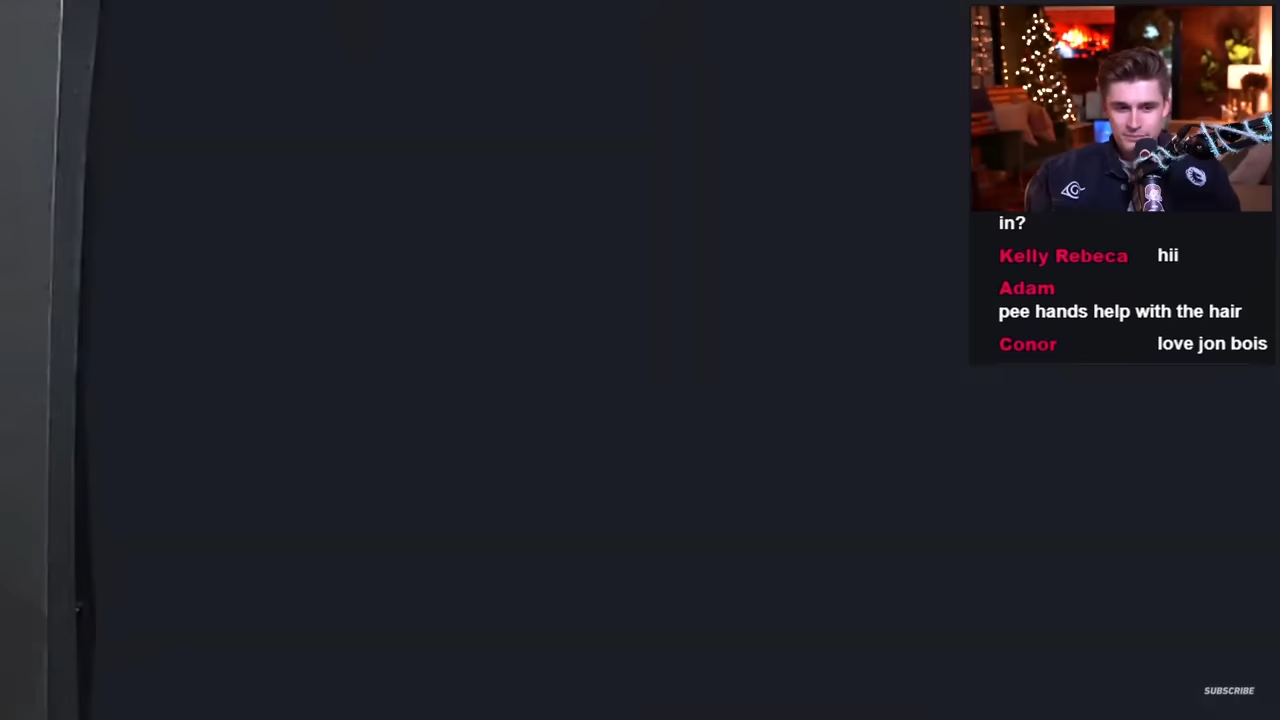 in?
Kelly Rebeca hii
Adam
pee hands help with the hair
Conor love jon bois
SUBSCRIBE